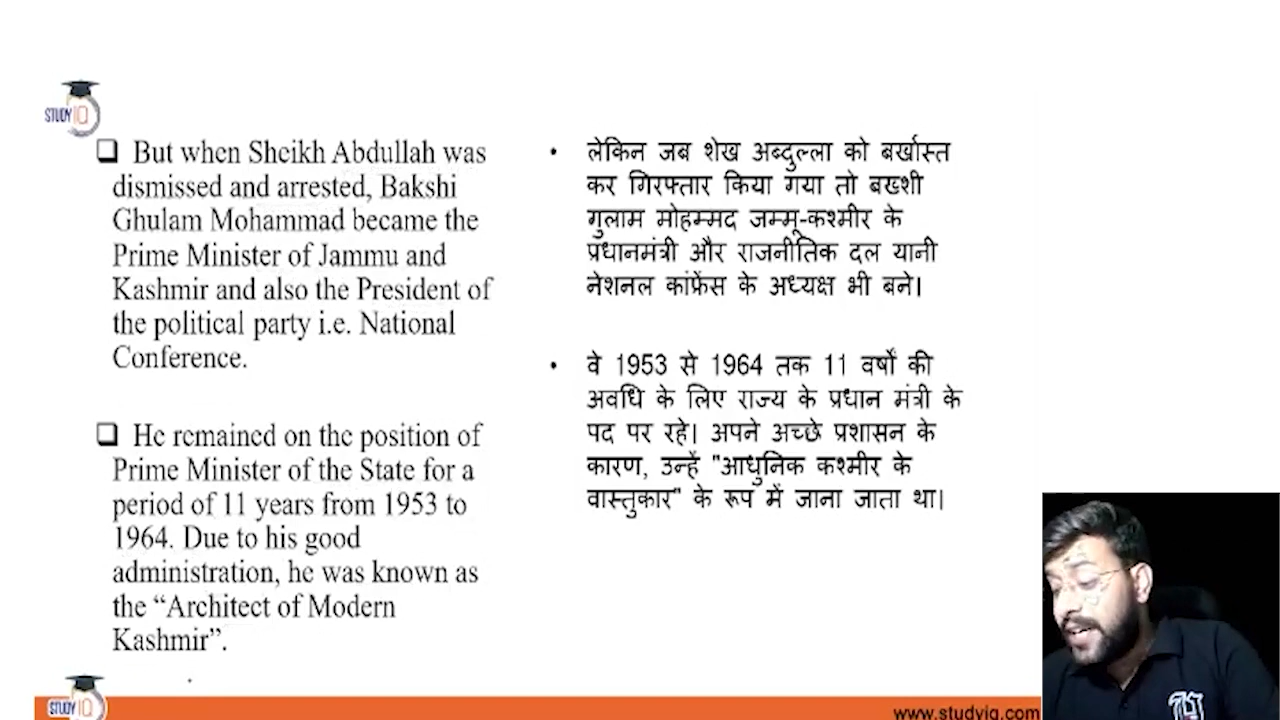 STUDY IQ
But when Sheikh Abdullah was
dismissed and arrested, Bakshi
Ghulam Mohammad became the
Prime Minister of Jammu and
Kashmir and also the President of
the political party i.e. National
Conference.
He remained on the position of
Prime Minister of the State for a
period of 11 years from 1953 to
1964. Due to his good
administration, he was known as
the “Architect of Modern
Kashmir”.
• लेकिन जब शेख अब्दुल्ला को बर्खास्त
कर गिरफ्तार किया गया तो बख्शी
गुलाम मोहम्मद जम्मू-कश्मीर के
प्रधानमंत्री और राजनीतिक दल यानी
नेशनल कांफ्रेंस के अध्यक्ष भी बने।
• वे 1953 से 1964 तक 11 वर्षों की
अवधि के लिए राज्य के प्रधान मंत्री के
पद पर रहे। अपने अच्छे प्रशासन के
कारण, उन्हें "आधुनिक कश्मीर के
वास्तुकार" के रूप में जाना जाता था।
STUDY IQ
www.studyiq.com